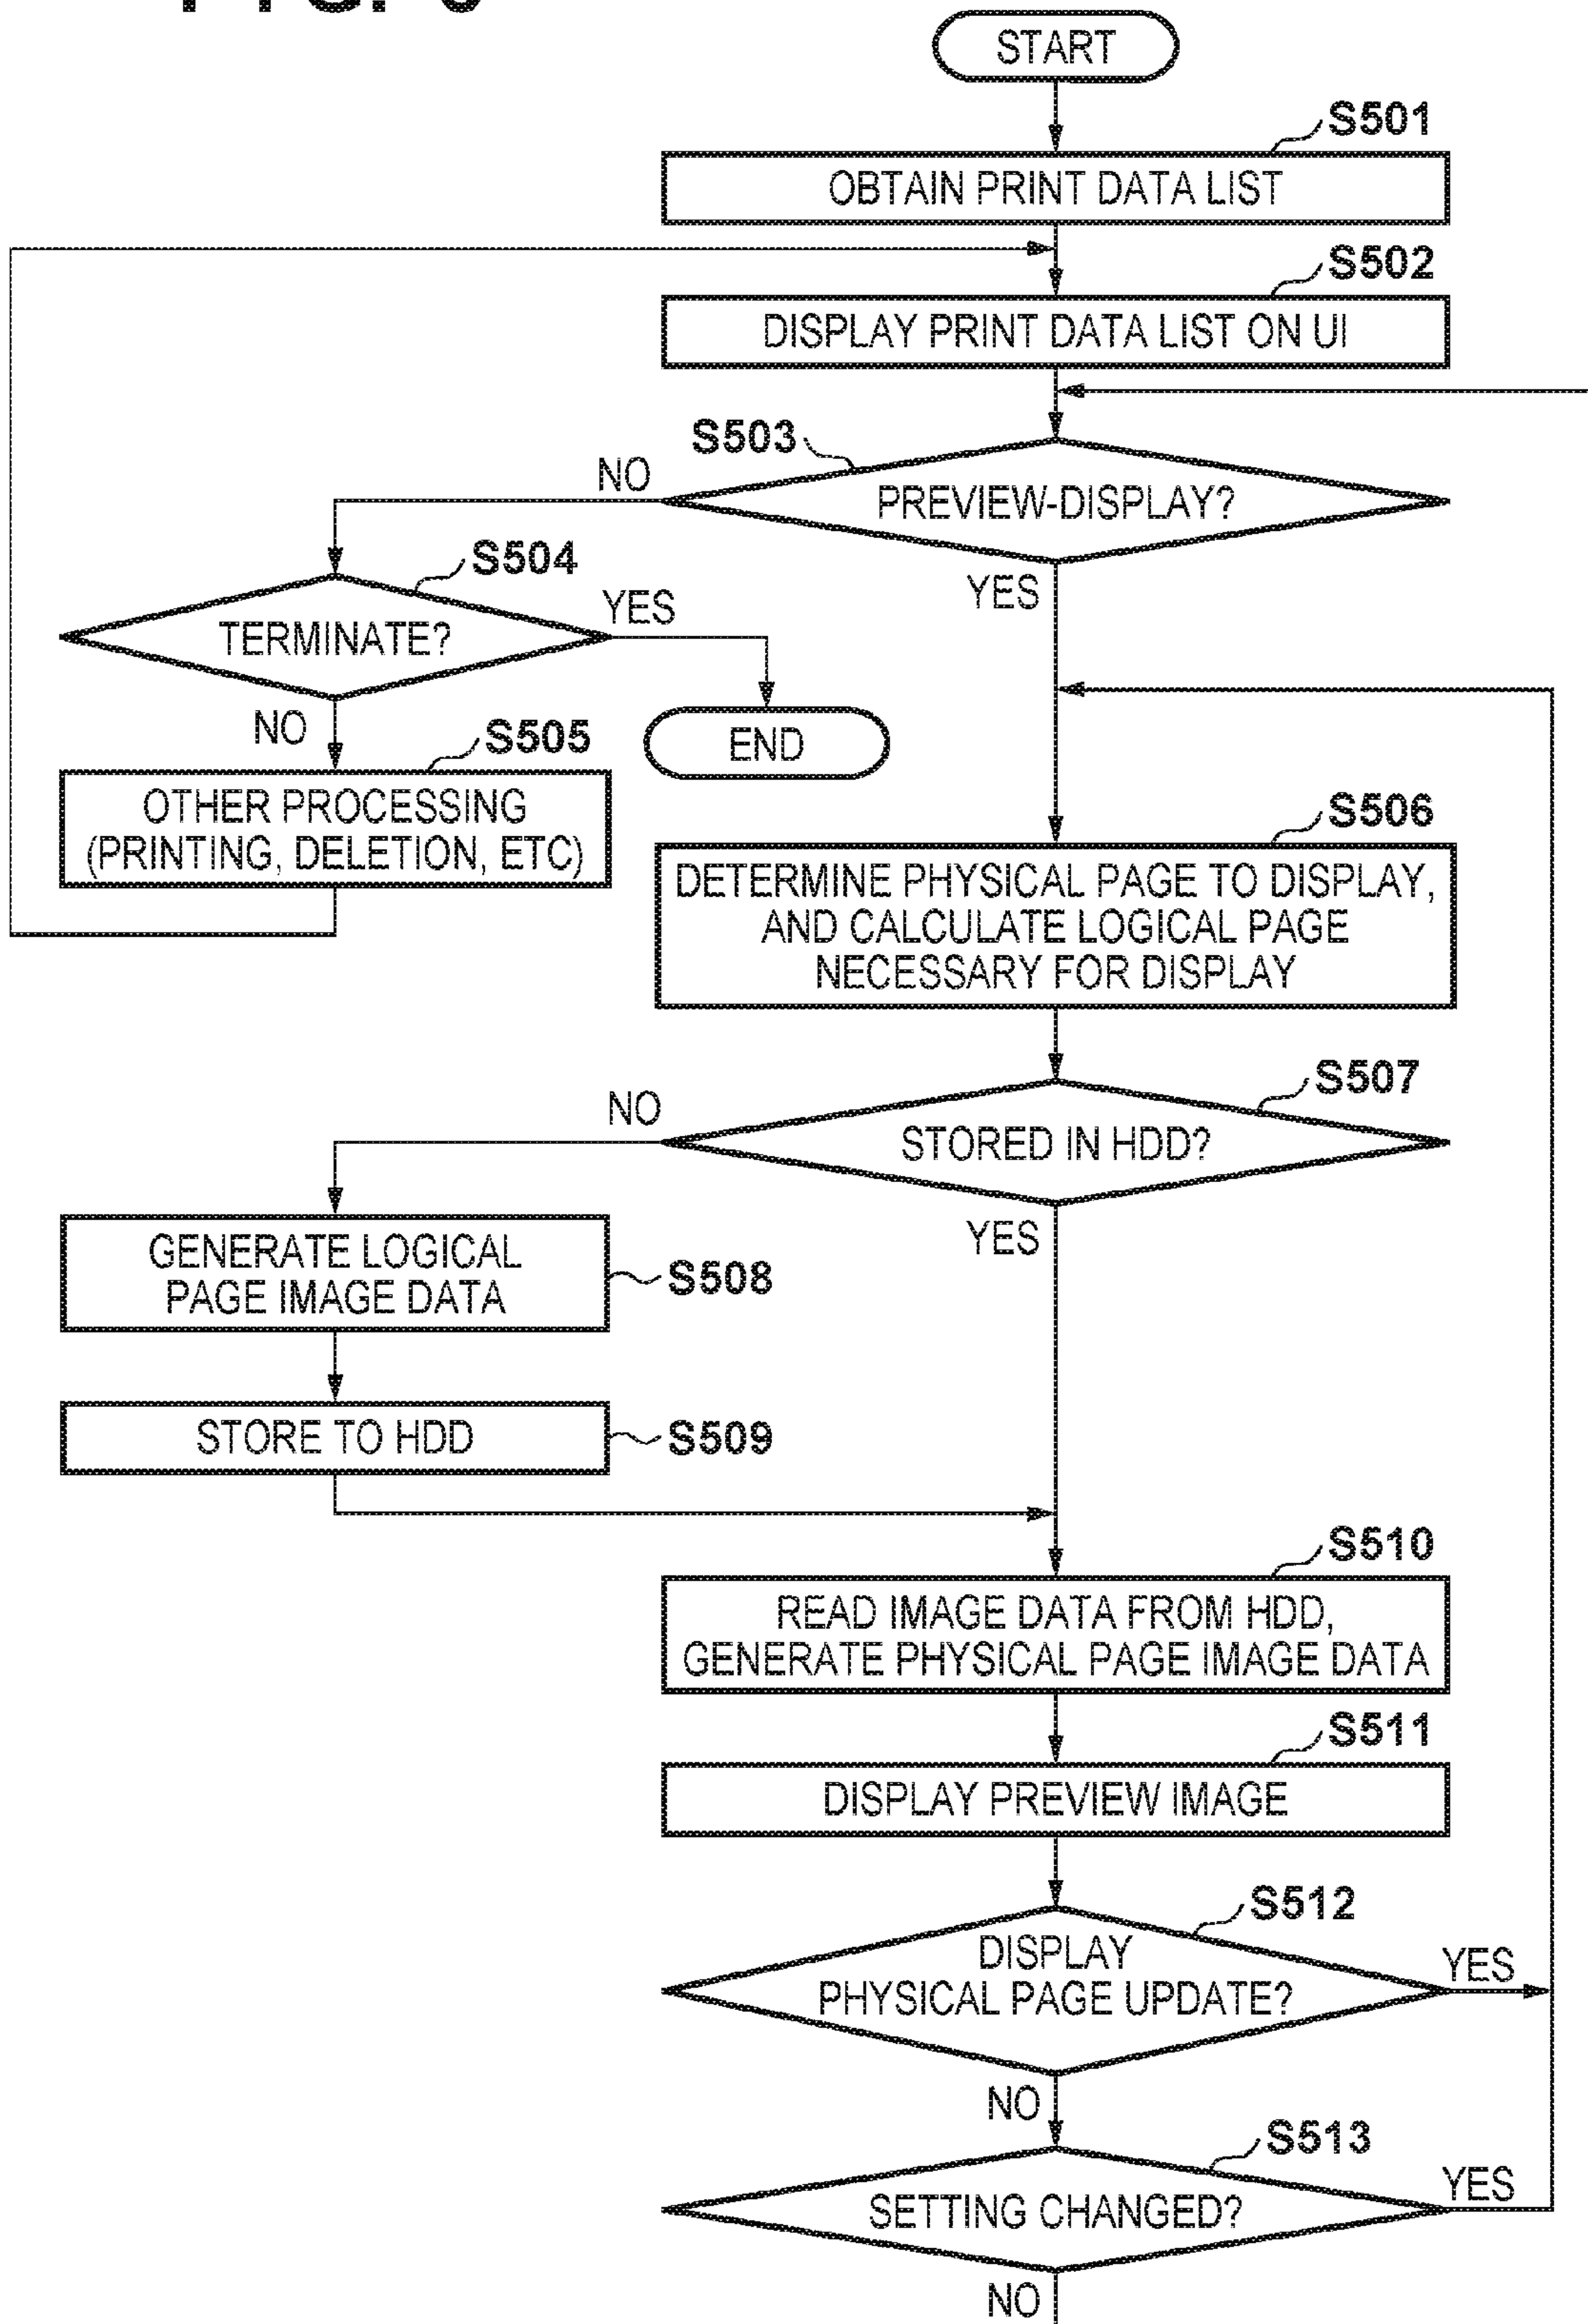 START
S501
OBTAIN PRINT DATA LIST
S502
DISPLAY PRINT DATA LIST ON UI
S503
NO
PREVIEW-DISPLAY?
YES
S504
TERMINATE?
YES
END
NO
S505
OTHER PROCESSING
(PRINTING, DELETION, ETC)
S506
DETERMINE PHYSICAL PAGE TO DISPLAY,
AND CALCULATE LOGICAL PAGE
NECESSARY FOR DISPLAY
S507
NO
STORED IN HDD?
YES
GENERATE LOGICAL
PAGE IMAGE DATA
S508
STORE TO HDD
S509
S510
READ IMAGE DATA FROM HDD,
GENERATE PHYSICAL PAGE IMAGE DATA
S511
DISPLAY PREVIEW IMAGE
S512
DISPLAY
PHYSICAL PAGE UPDATE?
YES
NO
S513
SETTING CHANGED?
YES
NO